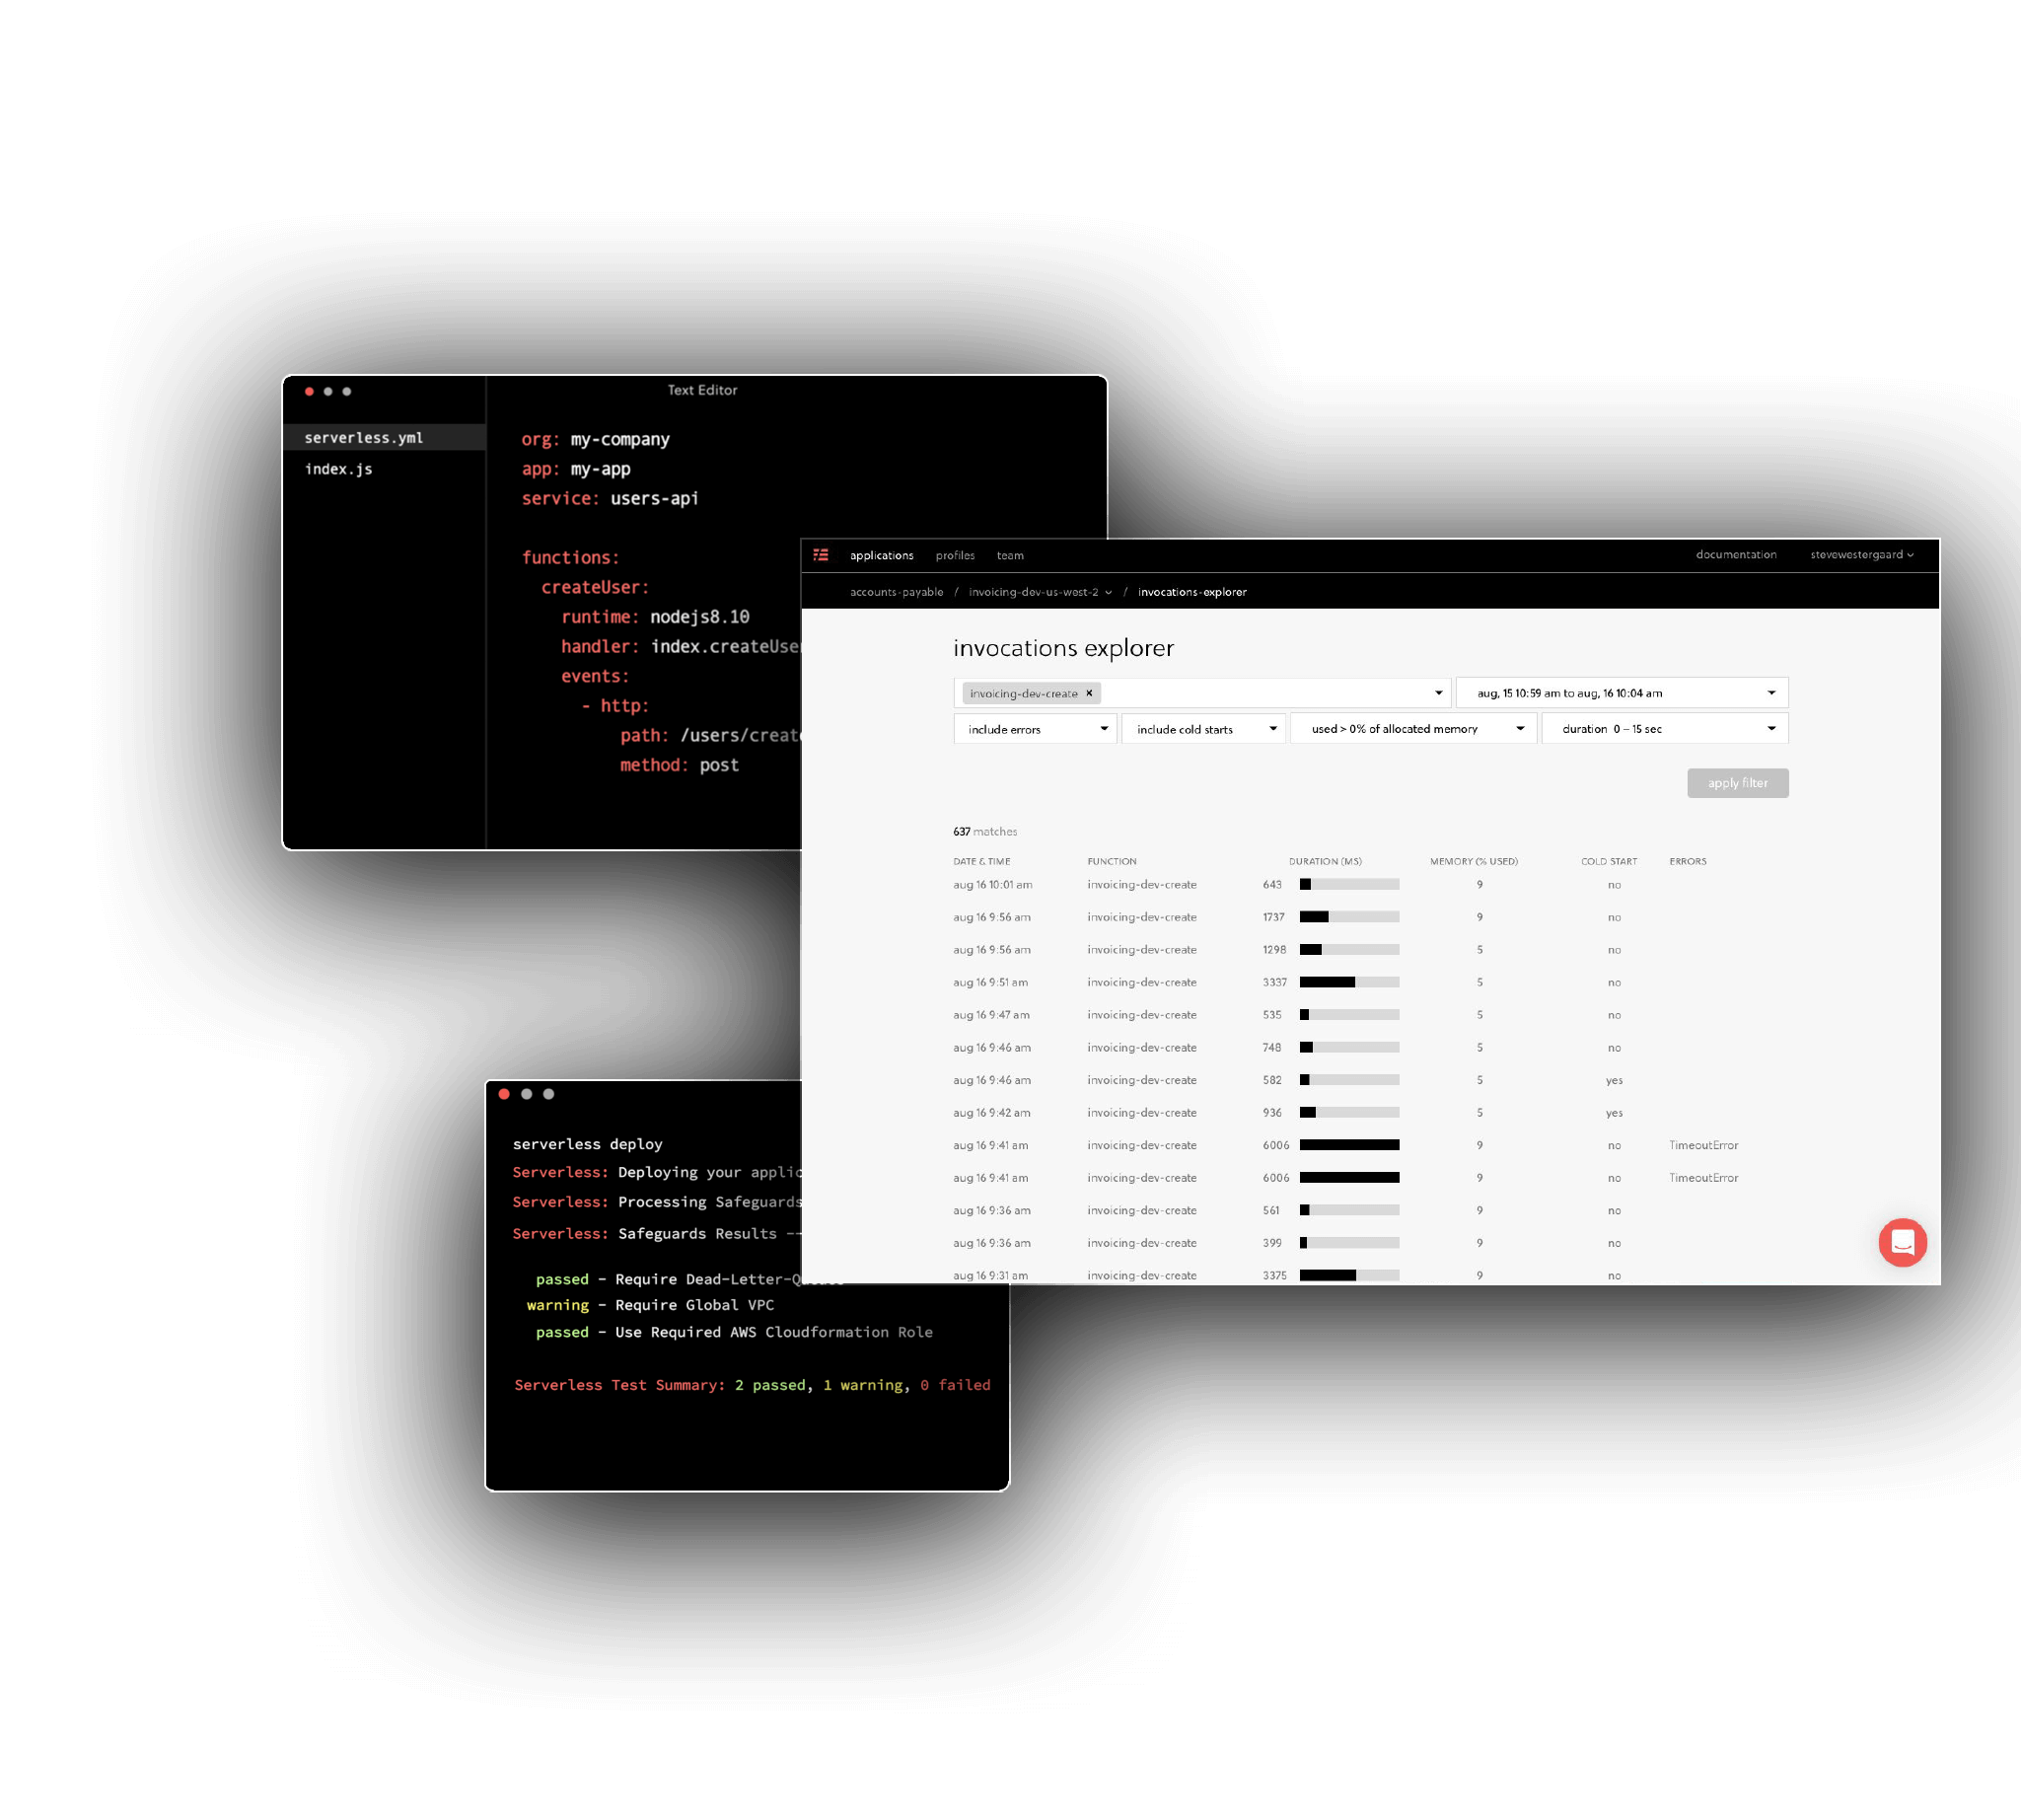 Text Editor
serverless.yml
index.js
org: my-company
app: my-app
service: users-api
functions:
createUser:
runtime: nodejs8.10
handler: index.createUser
events:
- http:
path: /users/create
method: post
applications profiles team documentation stevewestergaard
accounts-payable / invoicing-dev-us-west-2 / invocations-explorer
invocations explorer
invoicing-dev-create × aug, 15 10:59 am to aug, 16 10:04 am
include errors include cold starts used > 0% of allocated memory duration 0 – 15 sec
apply filter
637 matches
DATE & TIME FUNCTION DURATION (MS) MEMORY (% USED) COLD START ERRORS
aug 16 10:01 am invoicing-dev-create 643 9 no
aug 16 9:56 am invoicing-dev-create 1737 9 no
aug 16 9:56 am invoicing-dev-create 1298 5 no
aug 16 9:51 am invoicing-dev-create 3337 5 no
aug 16 9:47 am invoicing-dev-create 535 5 no
aug 16 9:46 am invoicing-dev-create 748 5 no
aug 16 9:46 am invoicing-dev-create 582 5 yes
aug 16 9:42 am invoicing-dev-create 936 5 yes
aug 16 9:41 am invoicing-dev-create 6006 9 no TimeoutError
aug 16 9:41 am invoicing-dev-create 6006 9 no TimeoutError
aug 16 9:36 am invoicing-dev-create 561 9 no
aug 16 9:36 am invoicing-dev-create 399 9 no
aug 16 9:31 am invoicing-dev-create 3375 9 no
serverless deploy
Serverless: Deploying your applic
Serverless: Processing Safeguards
Serverless: Safeguards Results --
passed - Require Dead-Letter-Queue
warning - Require Global VPC
passed - Use Required AWS Cloudformation Role
Serverless Test Summary: 2 passed, 1 warning, 0 failed